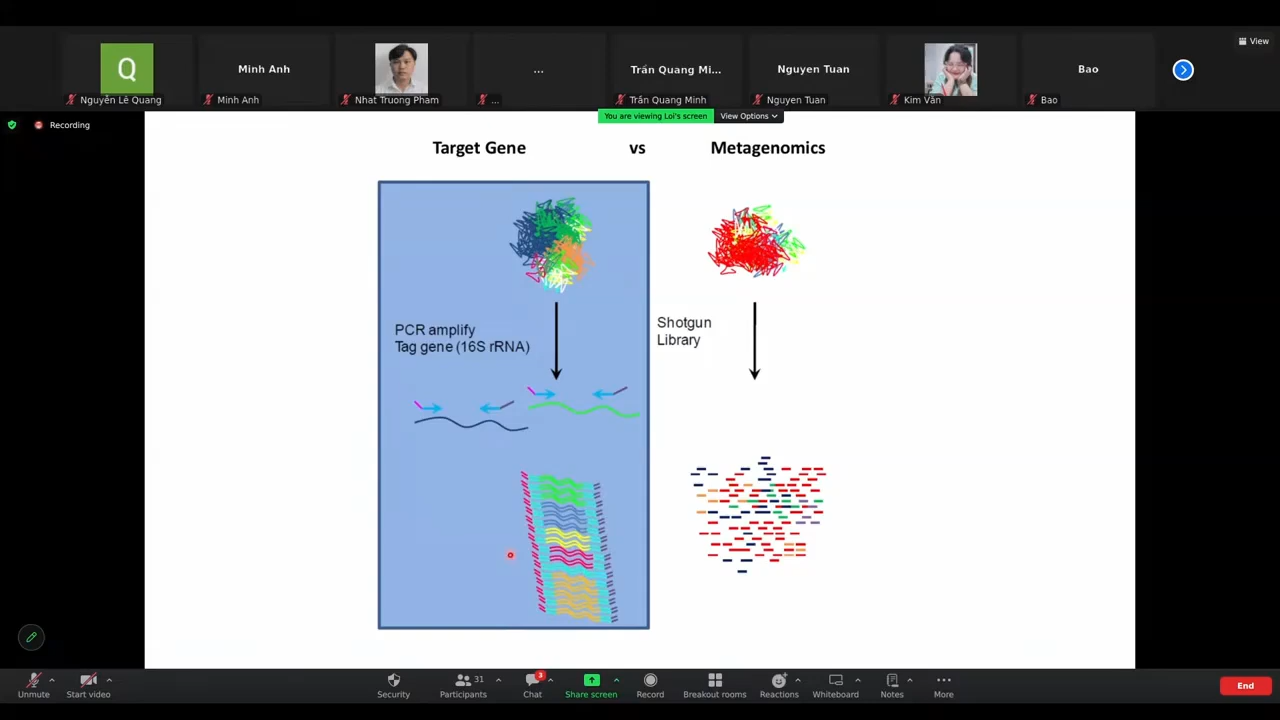 View
Q
Minh Anh
...
Trần Quang Mi...
Nguyen Tuan
Bao
Nguyễn Lê Quang
Minh Anh
Nhat Truong Pham
...
Trần Quang Minh
Nguyen Tuan
Kim Vân
Bao
You are viewing Loi's screen
View Options
Recording
Target Gene vs Metagenomics
PCR amplify
Tag gene (16S rRNA)
Shotgun
Library
Unmute
Start video
Security
Participants
31
Chat
3
Share screen
Record
Breakout rooms
Reactions
Whiteboard
Notes
More
End